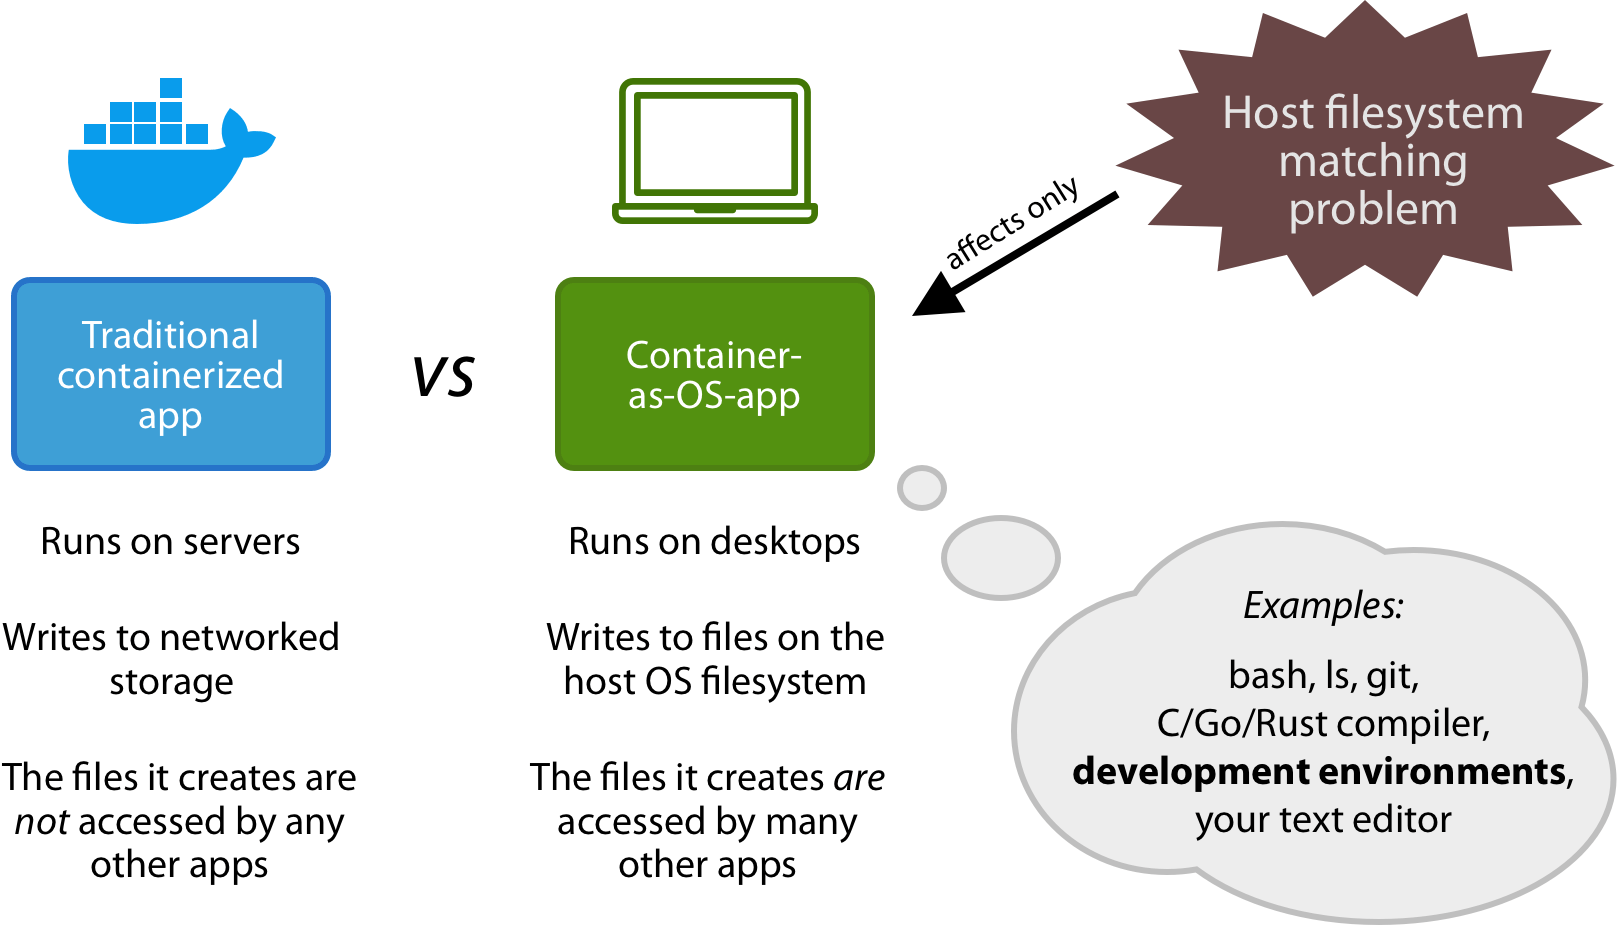 Host filesystem
matching
problem
affects only
Traditional
containerized
app
vs
Container-
as-OS-app
Runs on servers
Writes to networked
storage
The files it creates are
not accessed by any
other apps
Runs on desktops
Writes to files on the
host OS filesystem
The files it creates are
accessed by many
other apps
Examples:
bash, ls, git,
C/Go/Rust compiler,
development environments,
your text editor